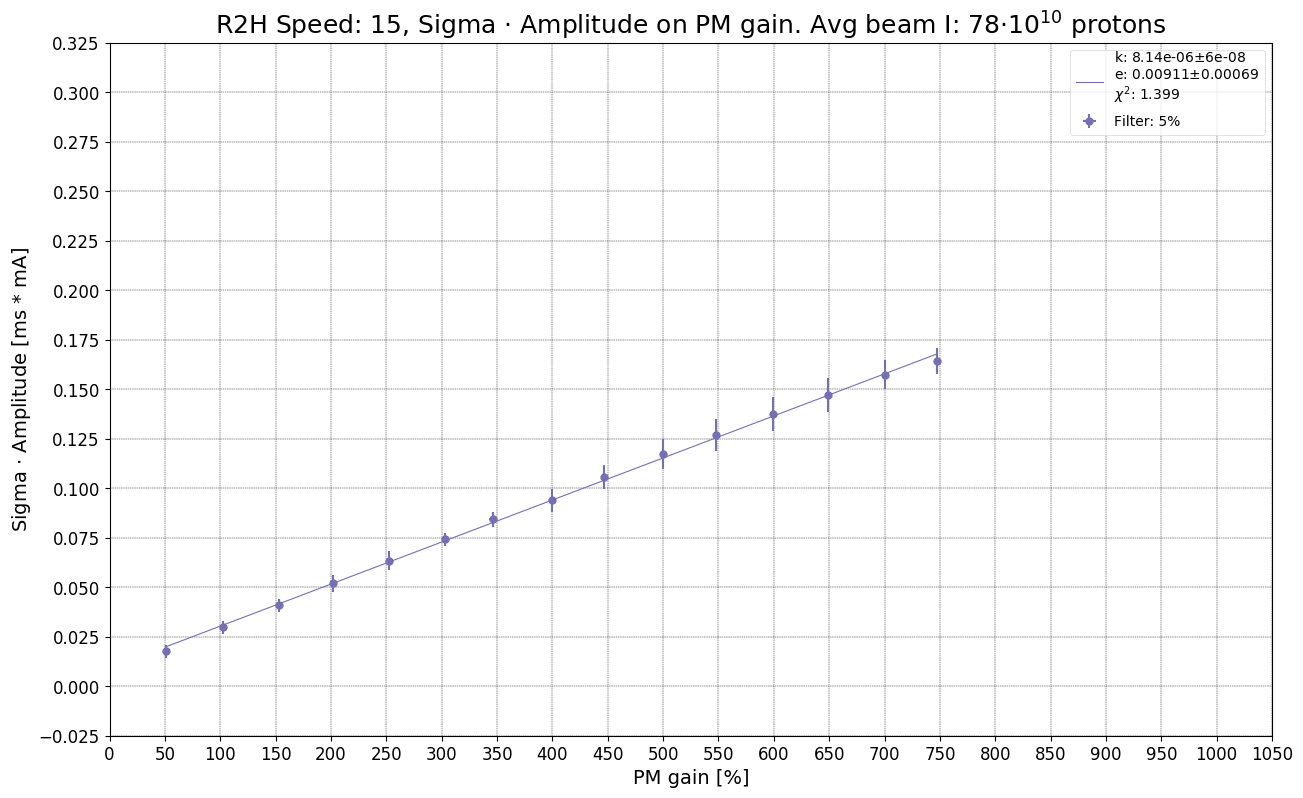 R2H Speed: 15, Sigma · Amplitude on PM gain. Avg beam I: 78·10^10 protons
k: 8.14e-06±6e-08
e: 0.00911±0.00069
χ²: 1.399
Filter: 5%
Sigma · Amplitude [ms * mA]
0.325
0.300
0.275
0.250
0.225
0.200
0.175
0.150
0.125
0.100
0.075
0.050
0.025
0.000
−0.025
0 50 100 150 200 250 300 350 400 450 500 550 600 650 700 750 800 850 900 950 1000 1050
PM gain [%]